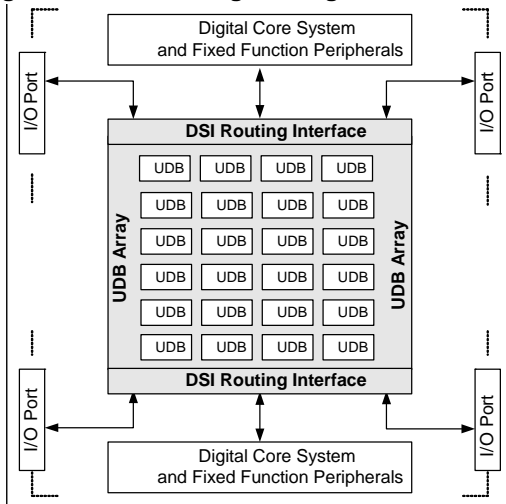 Digital Core System
and Fixed Function Peripherals
I/O Port
I/O Port
DSI Routing Interface
UDB Array
UDB Array
UDB UDB UDB UDB
UDB UDB UDB UDB
UDB UDB UDB UDB
UDB UDB UDB UDB
UDB UDB UDB UDB
UDB UDB UDB UDB
DSI Routing Interface
I/O Port
I/O Port
Digital Core System
and Fixed Function Peripherals